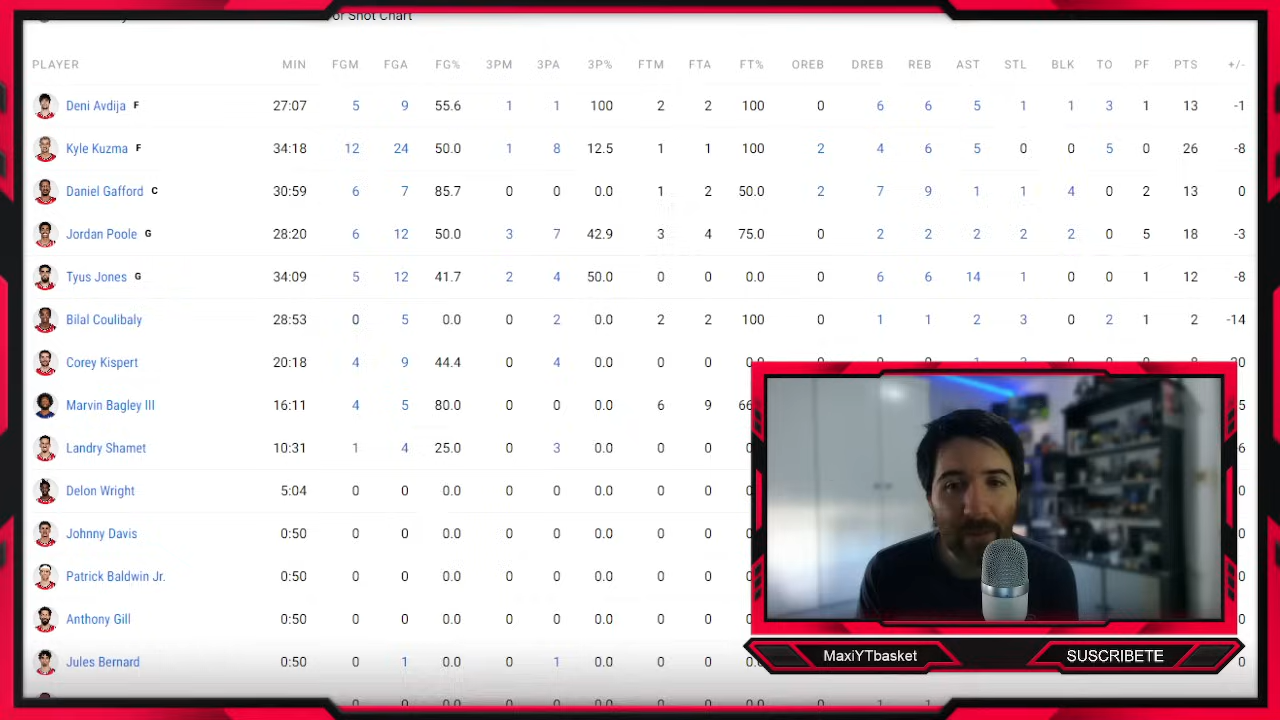 or Shot Chart
PLAYER MIN FGM FGA FG% 3PM 3PA 3P% FTM FTA FT% OREB DREB REB AST STL BLK TO PF PTS +/-
Deni Avdija F 27:07 5 9 55.6 1 1 100 2 2 100 0 6 6 5 1 1 3 1 13 -1
Kyle Kuzma F 34:18 12 24 50.0 1 8 12.5 1 1 100 2 4 6 5 0 0 5 0 26 -8
Daniel Gafford C 30:59 6 7 85.7 0 0 0.0 1 2 50.0 2 7 9 1 1 4 0 2 13 0
Jordan Poole G 28:20 6 12 50.0 3 7 42.9 3 4 75.0 0 2 2 2 2 2 0 5 18 -3
Tyus Jones G 34:09 5 12 41.7 2 4 50.0 0 0 0.0 0 6 6 14 1 0 0 1 12 -8
Bilal Coulibaly 28:53 0 5 0.0 0 2 0.0 2 2 100 0 1 1 2 3 0 2 1 2 -14
Corey Kispert 20:18 4 9 44.4 0 4 0.0 0 0
Marvin Bagley III 16:11 4 5 80.0 0 0 0.0 6 9
Landry Shamet 10:31 1 4 25.0 0 3 0.0 0 0
Delon Wright 5:04 0 0 0.0 0 0 0.0 0 0
Johnny Davis 0:50 0 0 0.0 0 0 0.0 0 0
Patrick Baldwin Jr. 0:50 0 0 0.0 0 0 0.0 0 0
Anthony Gill 0:50 0 0 0.0 0 0 0.0 0 0
Jules Bernard 0:50 0 1 0.0 0 1 0.0 0 0
MaxiYTbasket
SUSCRIBETE